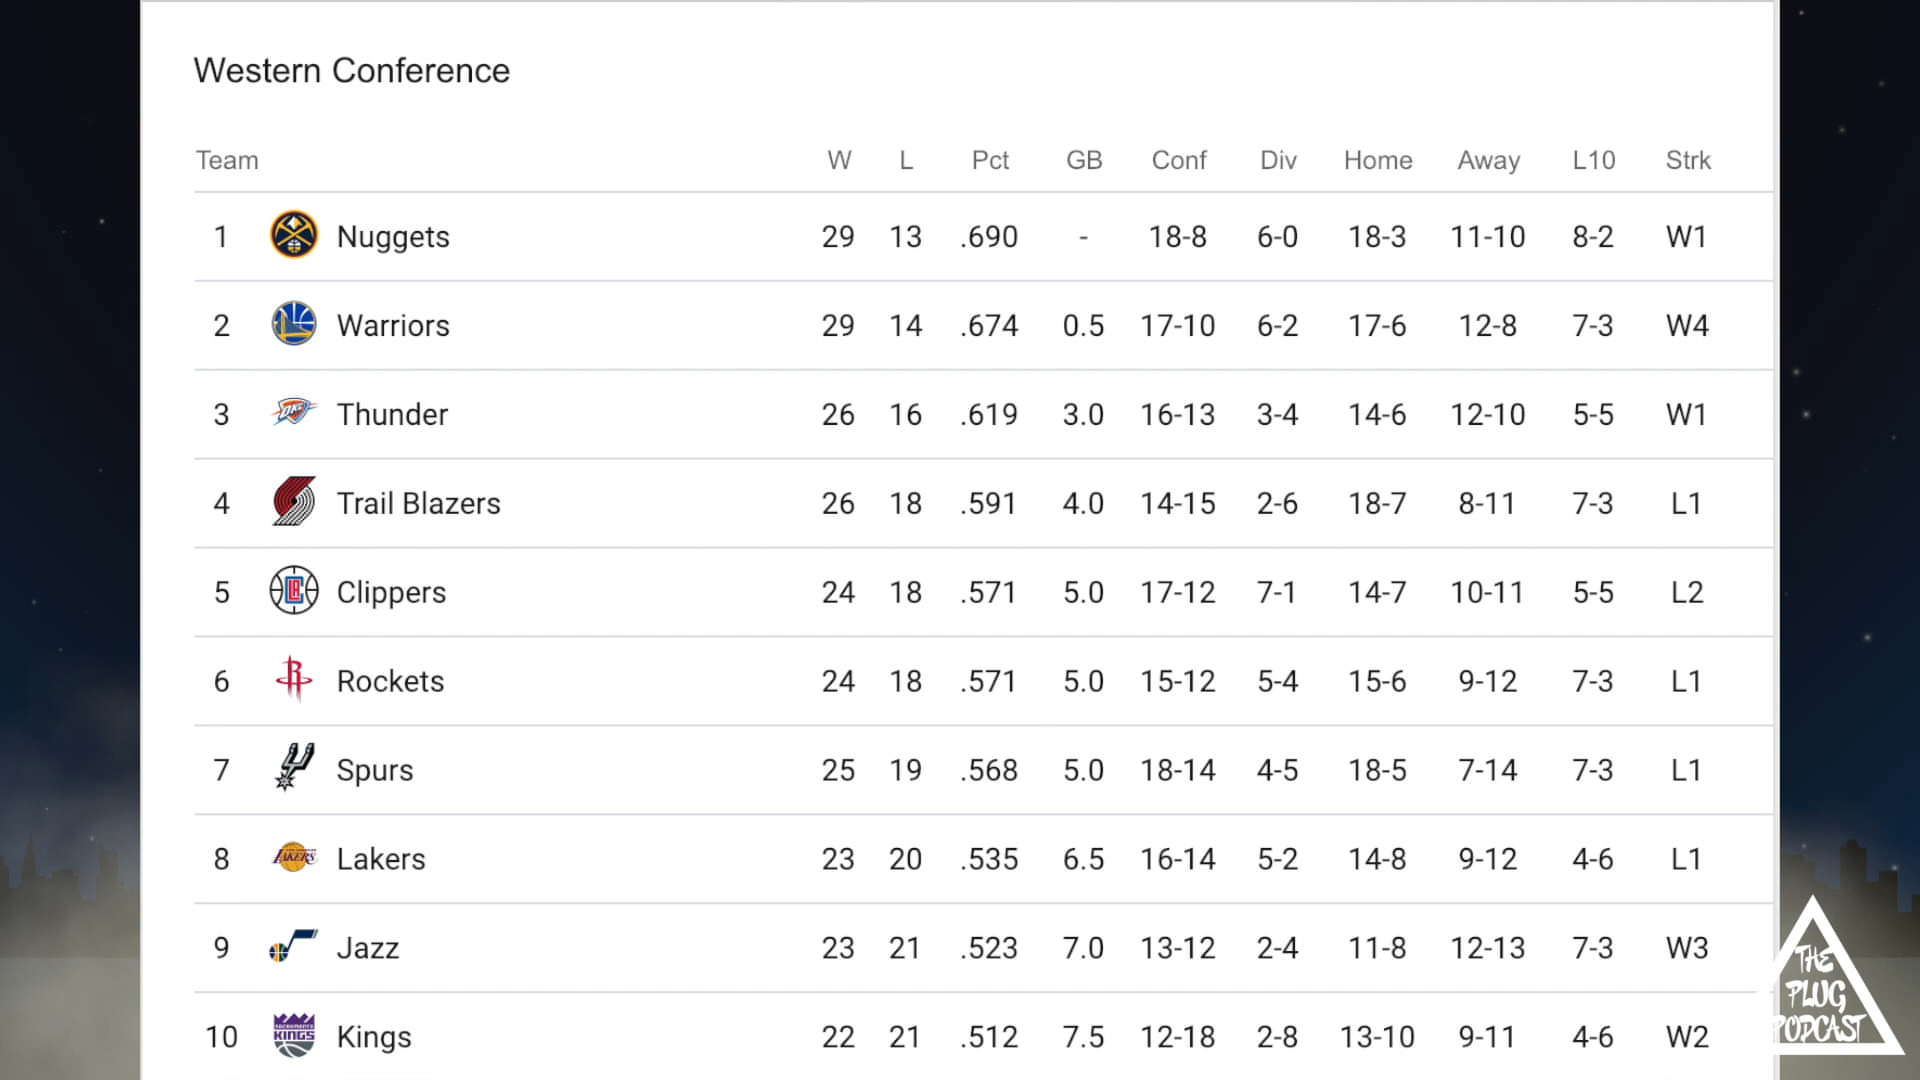 Western Conference
Team W L Pct GB Conf Div Home Away L10 Strk
1 Nuggets 29 13 .690 - 18-8 6-0 18-3 11-10 8-2 W1
2 Warriors 29 14 .674 0.5 17-10 6-2 17-6 12-8 7-3 W4
3 OKC Thunder 26 16 .619 3.0 16-13 3-4 14-6 12-10 5-5 W1
4 Trail Blazers 26 18 .591 4.0 14-15 2-6 18-7 8-11 7-3 L1
5 LA Clippers 24 18 .571 5.0 17-12 7-1 14-7 10-11 5-5 L2
6 R Rockets 24 18 .571 5.0 15-12 5-4 15-6 9-12 7-3 L1
7 Spurs 25 19 .568 5.0 18-14 4-5 18-5 7-14 7-3 L1
8 LAKERS Lakers 23 20 .535 6.5 16-14 5-2 14-8 9-12 4-6 L1
9 Jazz 23 21 .523 7.0 13-12 2-4 11-8 12-13 7-3 W3
10 SACRAMENTO KINGS Kings 22 21 .512 7.5 12-18 2-8 13-10 9-11 4-6 W2
THE
PLUG
PODCAST